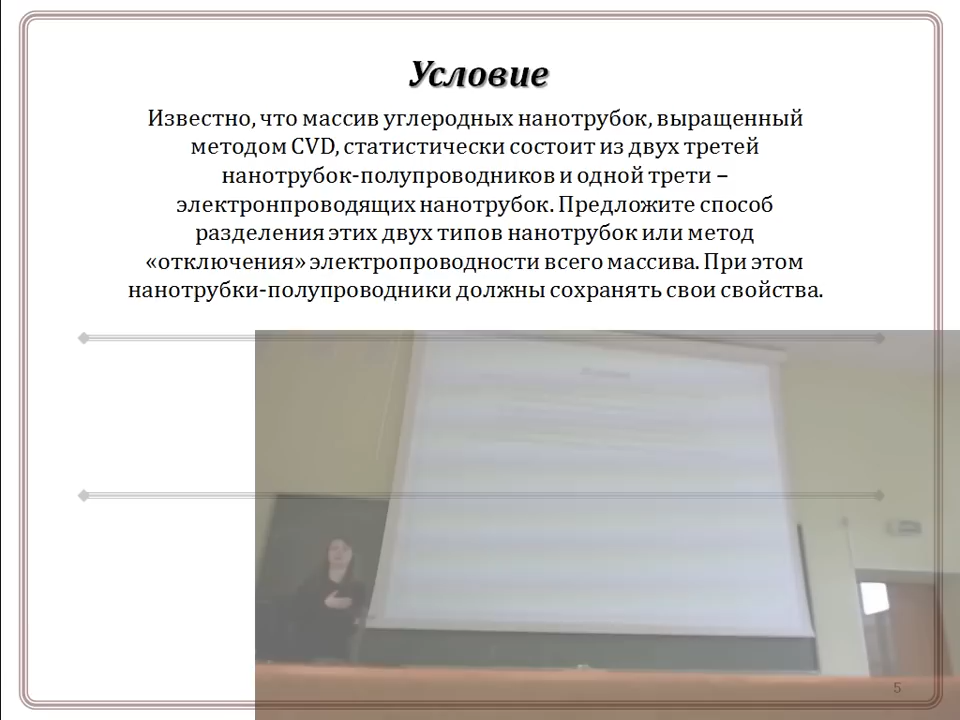 Условие
Известно, что массив углеродных нанотрубок, выращенный
методом CVD, статистически состоит из двух третей
нанотрубок-полупроводников и одной трети –
электронпроводящих нанотрубок. Предложите способ
разделения этих двух типов нанотрубок или метод
«отключения» электропроводности всего массива. При этом
нанотрубки-полупроводники должны сохранять свои свойства.
5